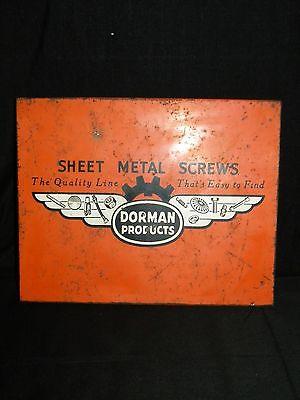 SHEET METAL SCREWS
The Quality Line That's Easy to Find
DORMAN
PRODUCTS